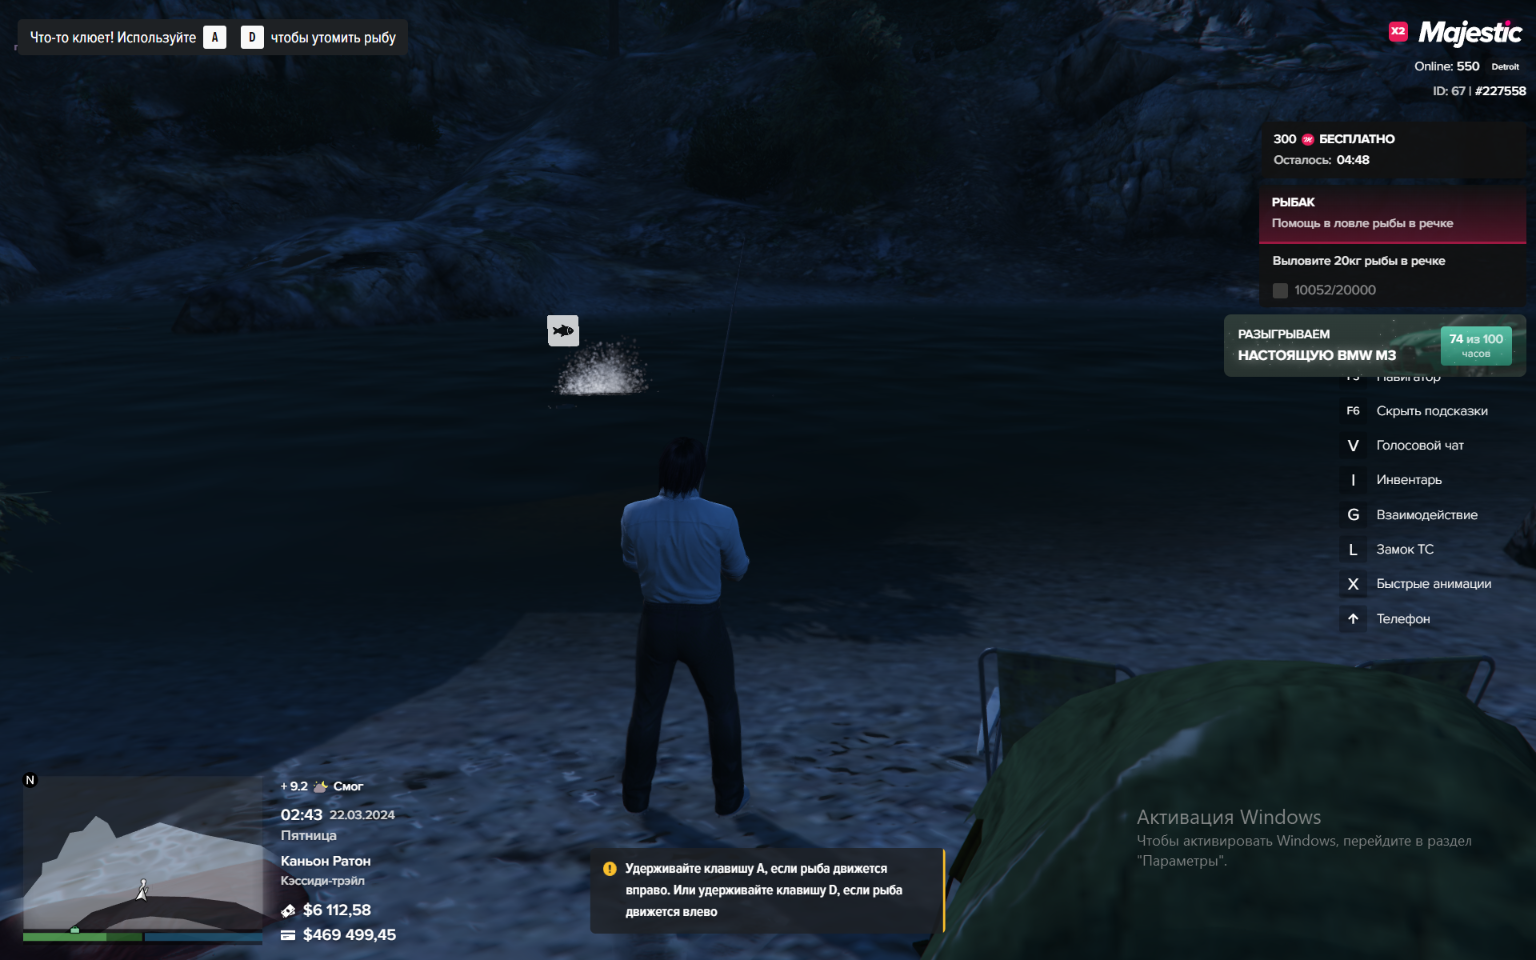 Что-то клюет! Используйте A D чтобы утомить рыбу
X2 Majestic
Online: 550 Detroit
ID: 67 | #227558
300 БЕСПЛАТНО
Осталось: 04:48
РЫБАК
Помощь в ловле рыбы в речке
Выловите 20кг рыбы в речке
10052/20000
РАЗЫГРЫВАЕМ
НАСТОЯЩУЮ BMW M3
74 из 100
часов
Навигатор
F6 Скрыть подсказки
V Голосовой чат
I Инвентарь
G Взаимодействие
L Замок ТС
X Быстрые анимации
Телефон
N
+ 9.2 Смог
02:43 22.03.2024
Пятница
Каньон Ратон
Кэссиди-трэйл
$6 112,58
$469 499,45
Удерживайте клавишу A, если рыба движется
вправо. Или удерживайте клавишу D, если рыба
движется влево
Активация Windows
Чтобы активировать Windows, перейдите в раздел
"Параметры".